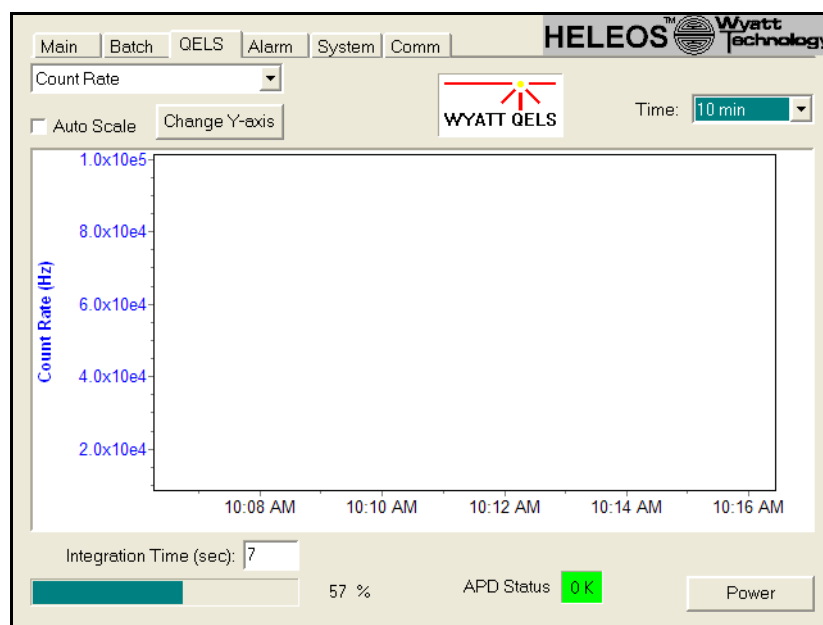 HELEOS™ Wyatt Technology
Main Batch QELS Alarm System Comm
Count Rate
WYATT QELS
Time: 10 min
Auto Scale Change Y-axis
1.0x10e5
8.0x10e4
6.0x10e4
4.0x10e4
2.0x10e4
Count Rate (Hz)
10:08 AM 10:10 AM 10:12 AM 10:14 AM 10:16 AM
Integration Time (sec): 7
57 % APD Status OK Power